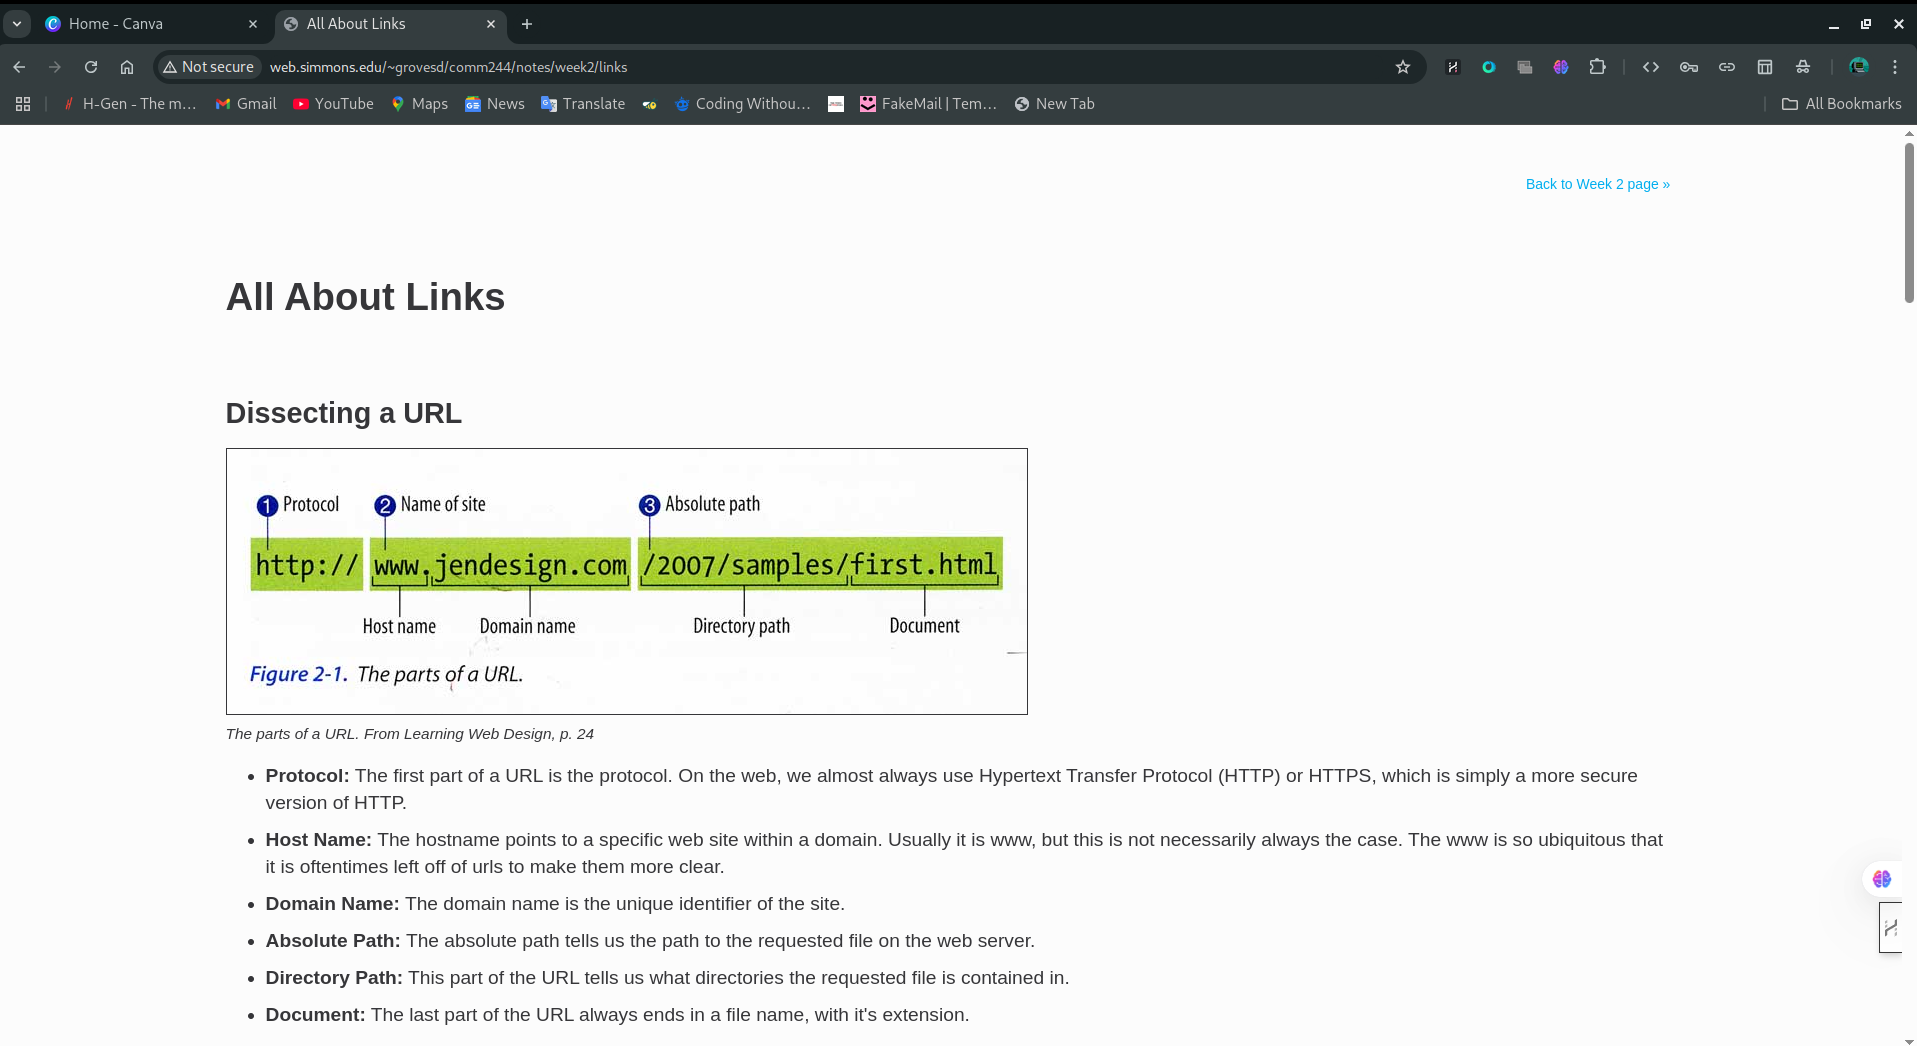 Home - Canva
All About Links
Not secure
web.simmons.edu/~grovesd/comm244/notes/week2/links
H-Gen - The m...
Gmail
YouTube
Maps
News
Translate
Coding Withou...
FakeMail | Tem...
New Tab
All Bookmarks
Back to Week 2 page »
All About Links
Dissecting a URL
1 Protocol
2 Name of site
3 Absolute path
http:// www.jendesign.com /2007/samples/first.html
Host name
Domain name
Directory path
Document
Figure 2-1. The parts of a URL.
The parts of a URL. From Learning Web Design, p. 24
• Protocol: The first part of a URL is the protocol. On the web, we almost always use Hypertext Transfer Protocol (HTTP) or HTTPS, which is simply a more secure
version of HTTP.
• Host Name: The hostname points to a specific web site within a domain. Usually it is www, but this is not necessarily always the case. The www is so ubiquitous that
it is oftentimes left off of urls to make them more clear.
• Domain Name: The domain name is the unique identifier of the site.
• Absolute Path: The absolute path tells us the path to the requested file on the web server.
• Directory Path: This part of the URL tells us what directories the requested file is contained in.
• Document: The last part of the URL always ends in a file name, with it's extension.